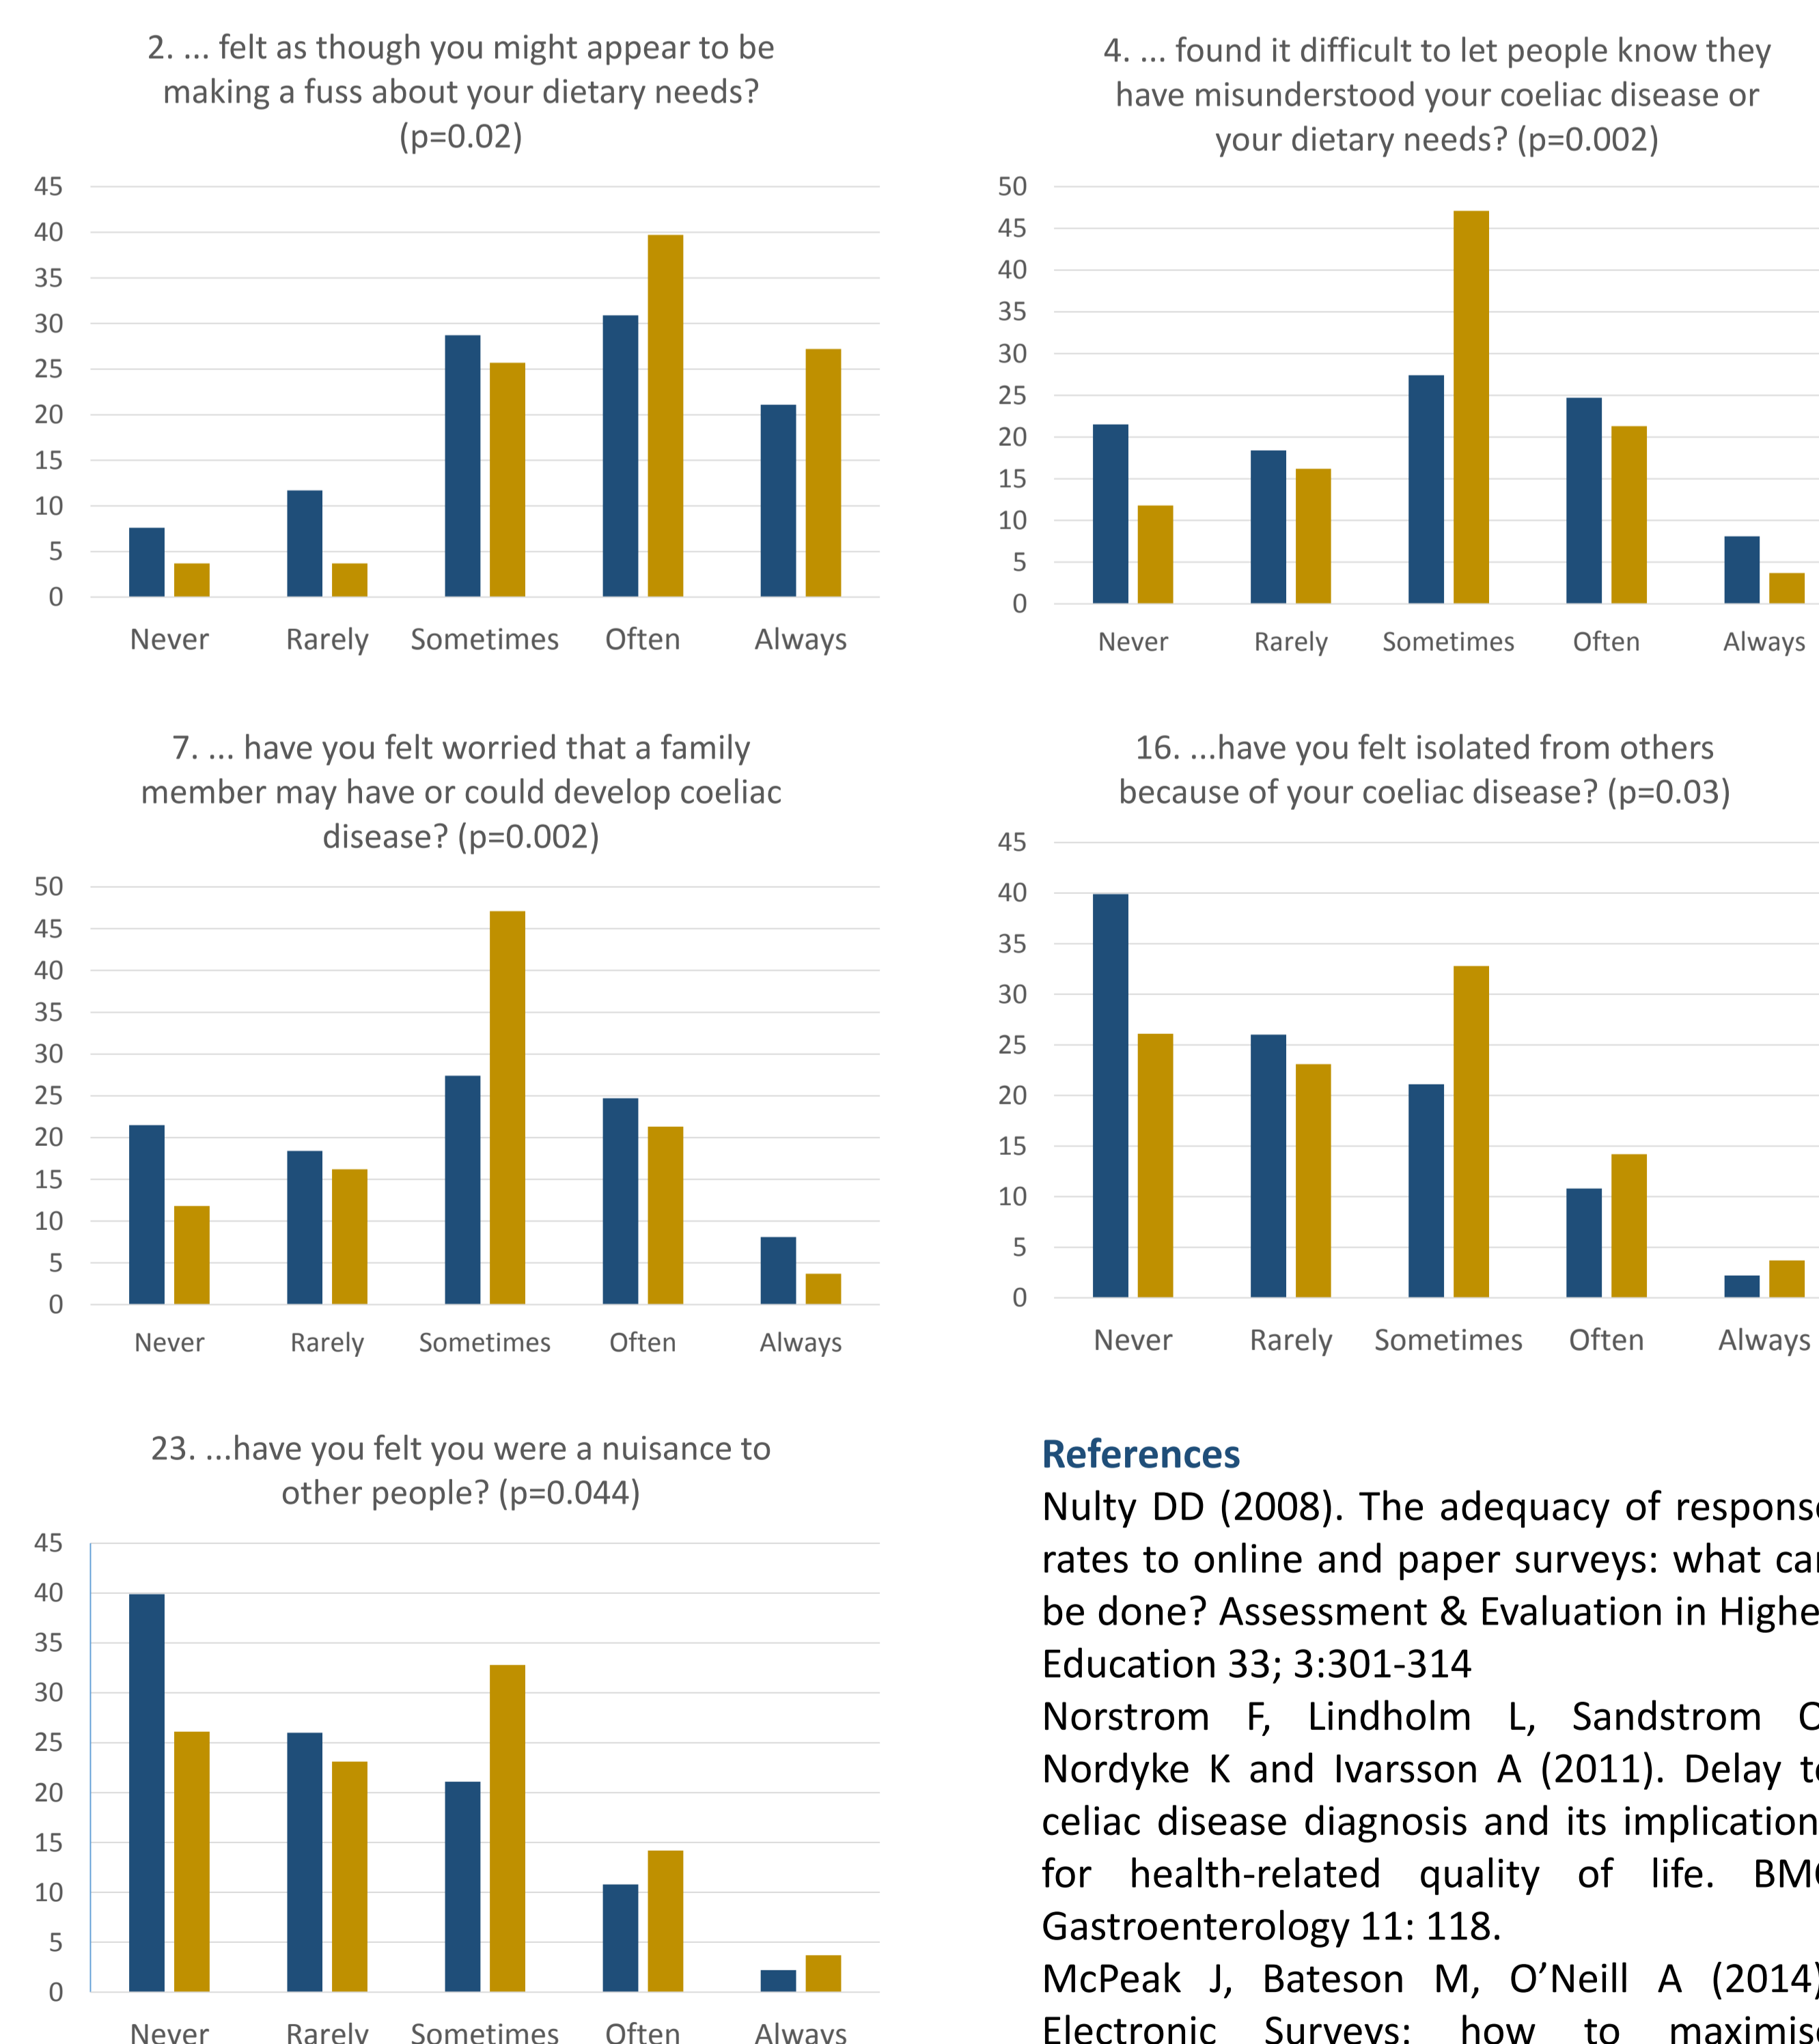 2. ... felt as though you might appear to be
making a fuss about your dietary needs?
(p=0.02)
45
40
35
30
25
20
15
10
5
0
Never Rarely Sometimes Often Always
4. ... found it difficult to let people know they
have misunderstood your coeliac disease or
your dietary needs? (p=0.002)
50
45
40
35
30
25
20
15
10
5
0
Never Rarely Sometimes Often Always
7. ... have you felt worried that a family
member may have or could develop coeliac
disease? (p=0.002)
50
45
40
35
30
25
20
15
10
5
0
Never Rarely Sometimes Often Always
16. ...have you felt isolated from others
because of your coeliac disease? (p=0.03)
45
40
35
30
25
20
15
10
5
0
Never Rarely Sometimes Often Always
23. ...have you felt you were a nuisance to
other people? (p=0.044)
45
40
35
30
25
20
15
10
5
0
Never Rarely Sometimes Often Always
References
Nulty DD (2008). The adequacy of response
rates to online and paper surveys: what can
be done? Assessment & Evaluation in Higher
Education 33; 3:301-314
Norstrom F, Lindholm L, Sandstrom
Nordyke K and Ivarsson A (2011). Delay to
celiac disease diagnosis and its implication
for health-related quality of life. BMC
Gastroenterology 11: 118.
McPeak J, Bateson M, O’Neill A (2014)
Electronic Surveys: how to maximis